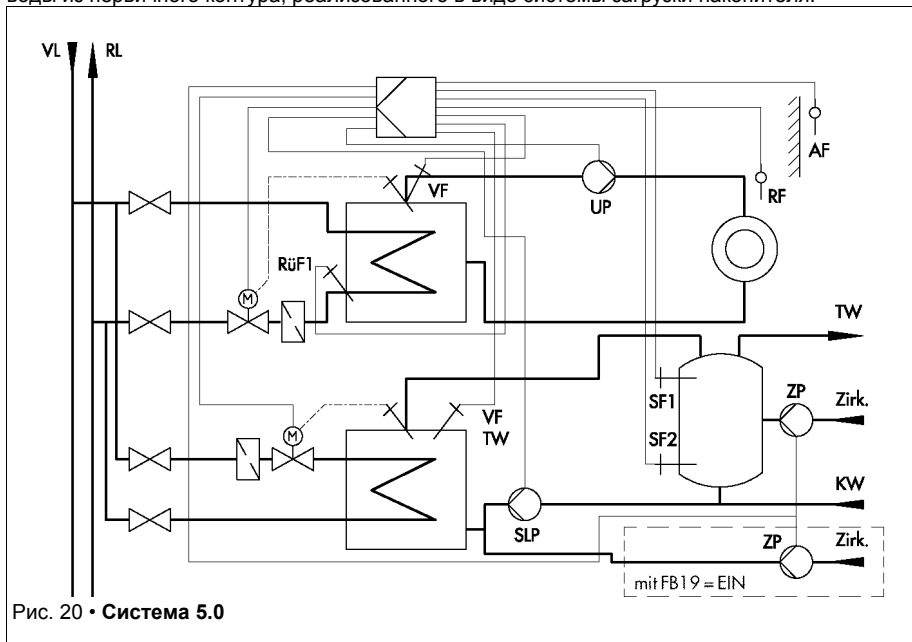 воды из первичного контура, реализованного в виде системы загрузки накопителя.
VL RL
AF
VF
UP
RF
RüF1
M
TW
ZP
Zirk.
SF1
M
VF
TW
SF2
KW
SLP
ZP
Zirk.
mit FB19 = EIN
Рис. 20 • Система 5.0